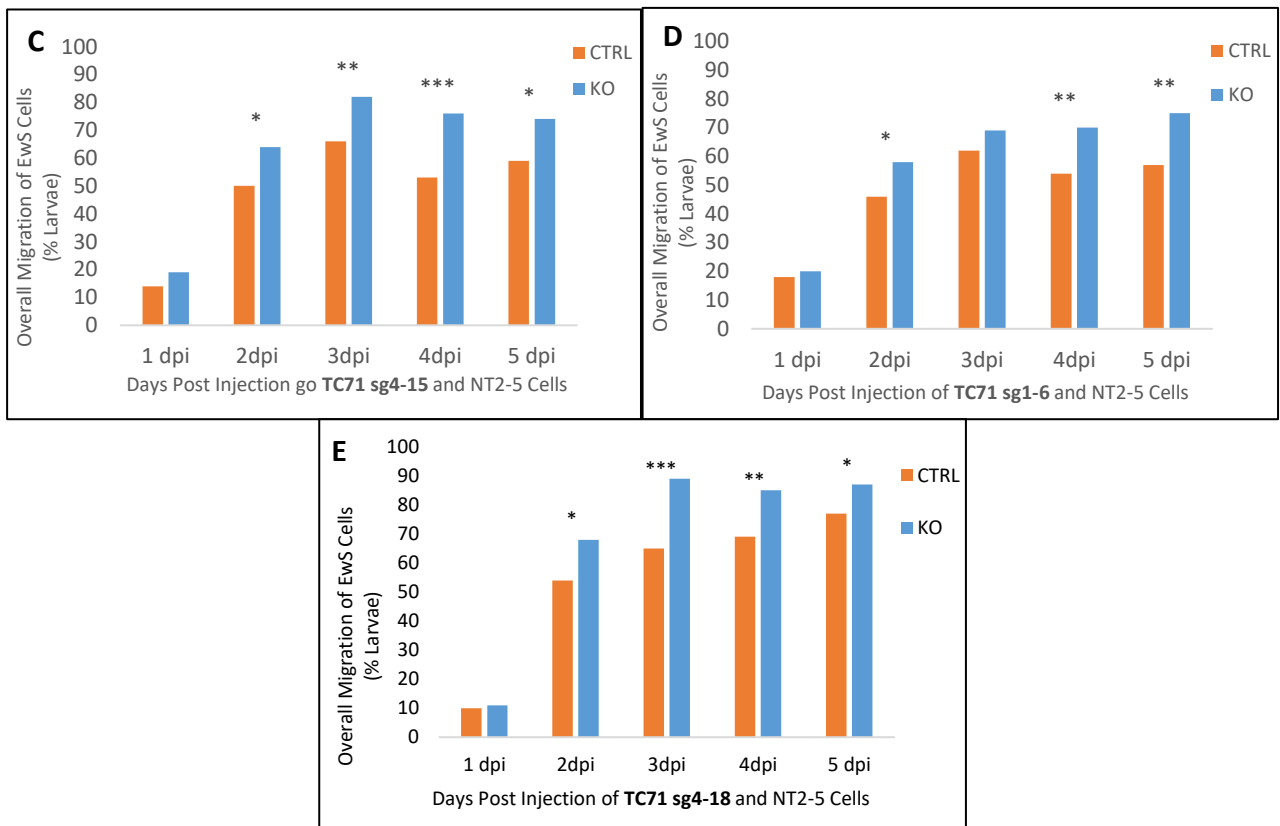 C
CTRL
KO
100
90
80
70
60
50
40
30
20
10
0
Overall Migration of EwS Cells
(% Larvae)
*
**
***
*
1 dpi 2dpi 3dpi 4dpi 5 dpi
Days Post Injection go TC71 sg4-15 and NT2-5 Cells
D
CTRL
KO
100
90
80
70
60
50
40
30
20
10
0
Overall Migration of EwS Cells
(% Larvae)
*
**
**
1 dpi 2dpi 3dpi 4dpi 5 dpi
Days Post Injection of TC71 sg1-6 and NT2-5 Cells
E
CTRL
KO
100
90
80
70
60
50
40
30
20
10
0
Overall Migration of EwS Cells
(% Larvae)
*
***
**
*
1 dpi 2dpi 3dpi 4dpi 5 dpi
Days Post Injection of TC71 sg4-18 and NT2-5 Cells